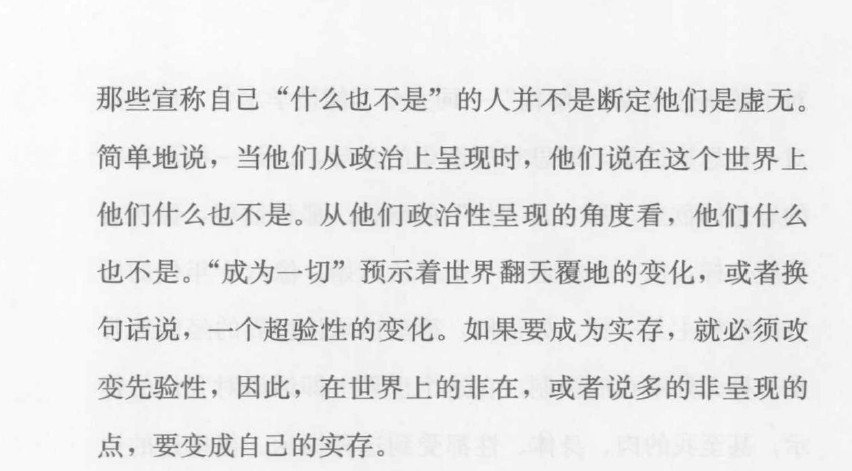 那些宣称自己“什么也不是”的人并不是断定他们是虚无。
简单地说，当他们从政治上呈现时，他们说在这个世界上
他们什么也不是。从他们政治性呈现的角度看，他们什么
也不是。“成为一切”预示着世界翻天覆地的变化，或者换
句话说，一个超验性的变化。如果要成为实存，就必须改
变先验性，因此，在世界上的非在，或者说多的非呈现的
点，要变成自己的实存。